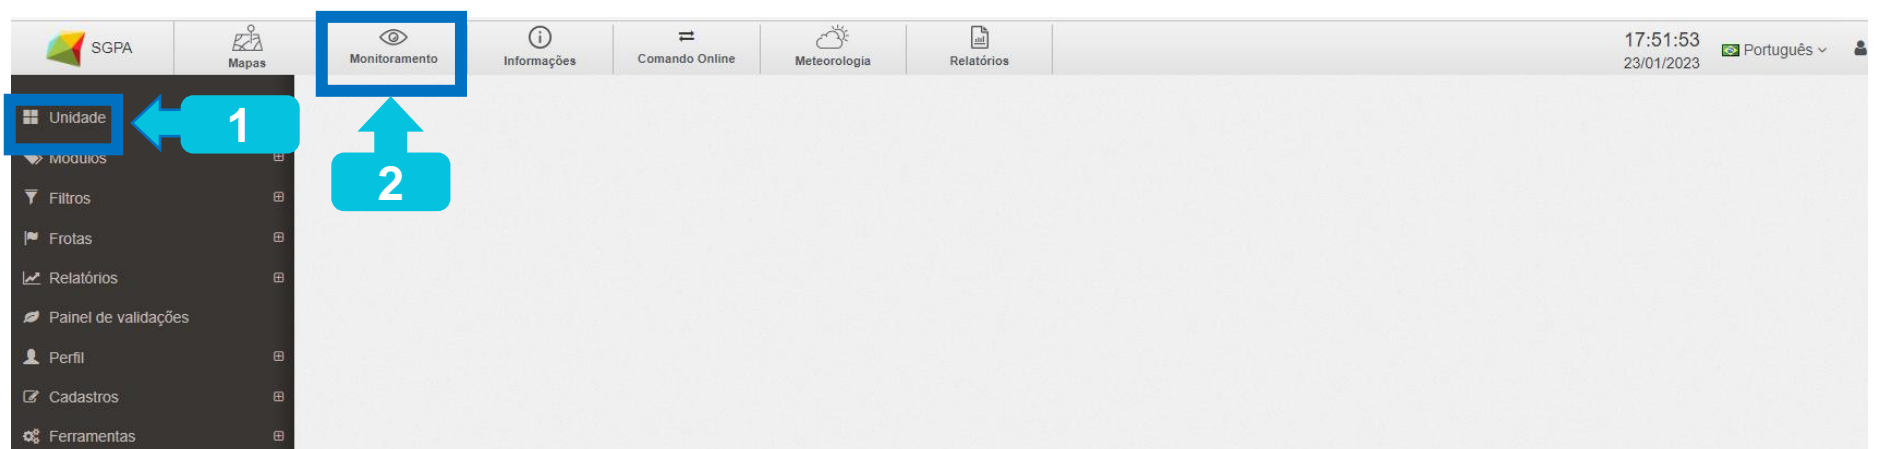 SGPA
Mapas
Monitoramento
Informações
Comando Online
Meteorologia
Relatórios
17:51:53
23/01/2023
Português
Unidade
1
Módulos
2
Filtros
Frotas
Relatórios
Painel de validações
Perfil
Cadastros
Ferramentas